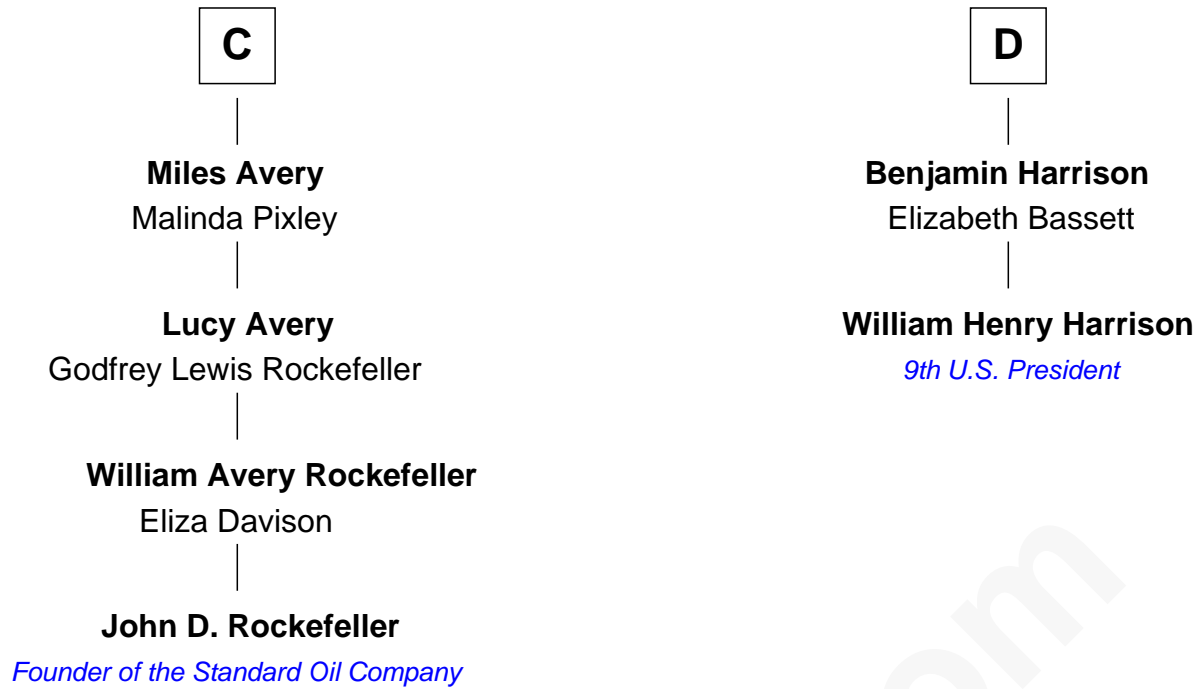 C
Miles Avery
Malinda Pixley
Lucy Avery
Godfrey Lewis Rockefeller
William Avery Rockefeller
Eliza Davison
John D. Rockefeller
Founder of the Standard Oil Company
D
Benjamin Harrison
Elizabeth Bassett
William Henry Harrison
9th U.S. President
om